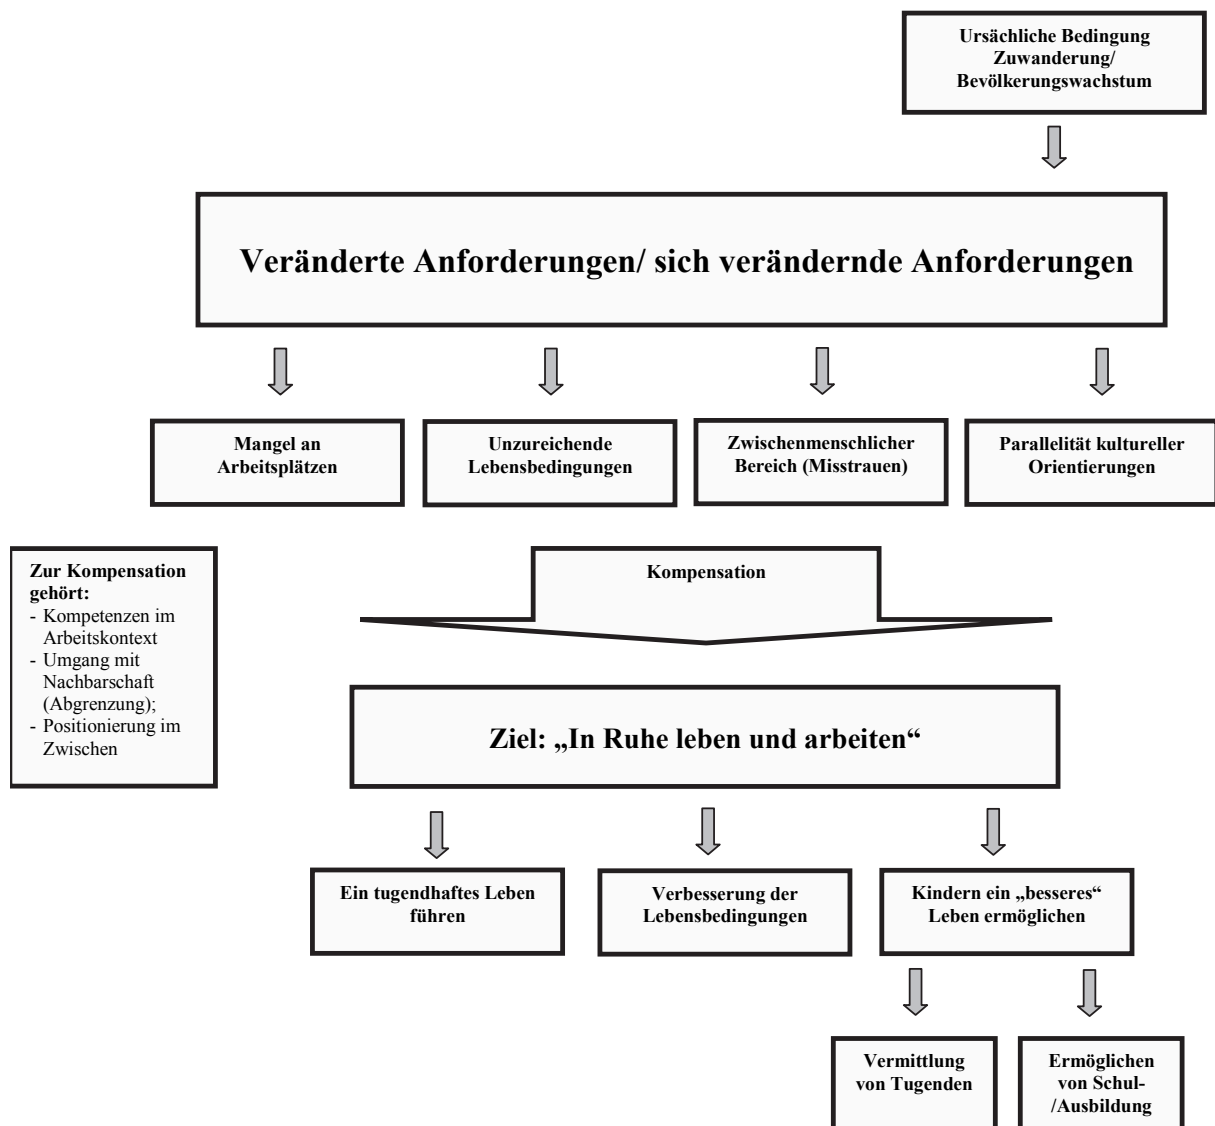 Ursächliche Bedingung
Zuwanderung/
Bevölkerungswachstum
Veränderte Anforderungen/ sich verändernde Anforderungen
Mangel an
Arbeitsplätzen
Unzureichende
Lebensbedingungen
Zwischenmenschlicher
Bereich (Misstrauen)
Parallelität kultureller
Orientierungen
Zur Kompensation
gehört:
- Kompetenzen im
Arbeitskontext
- Umgang mit
Nachbarschaft
(Abgrenzung);
- Positionierung im
Zwischen
Kompensation
Ziel: „In Ruhe leben und arbeiten“
Ein tugendhaftes Leben
führen
Verbesserung der
Lebensbedingungen
Kindern ein „besseres“
Leben ermöglichen
Vermittlung
von Tugenden
Ermöglichen
von Schul-
/Ausbildung